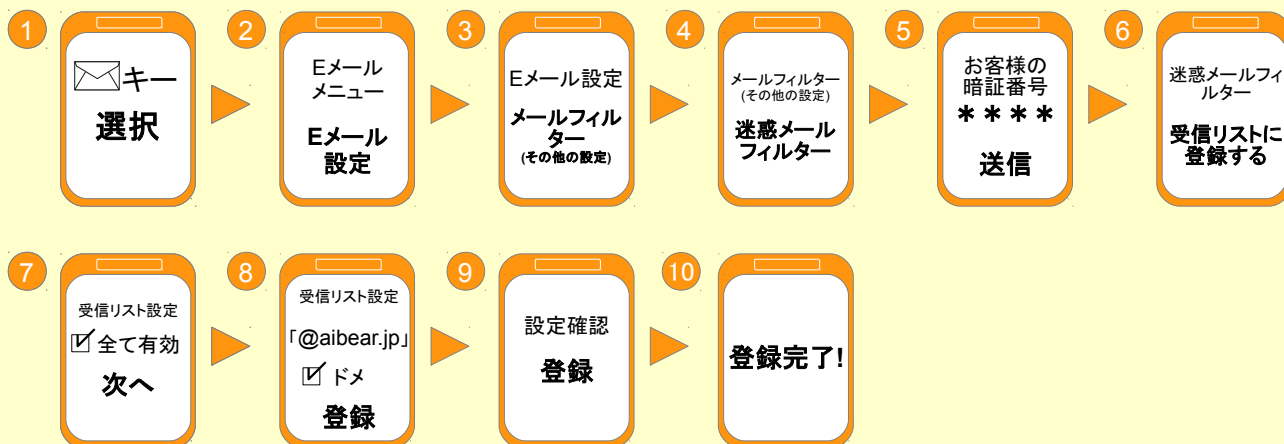 1
キー
選択
2
Eメール
メニュー
Eメール
設定
3
Eメール設定
メールフィル
ター
(その他の設定)
4
メールフィルター
(その他の設定)
迷惑メール
フィルター
5
お客様の
暗証番号
＊＊＊＊
送信
6
迷惑メールフィ
ルター
受信リストに
登録する
7
受信リスト設定
全て有効
次へ
8
受信リスト設定
「@aibear.jp」
ドメ
登録
9
設定確認
登録
10
登録完了!